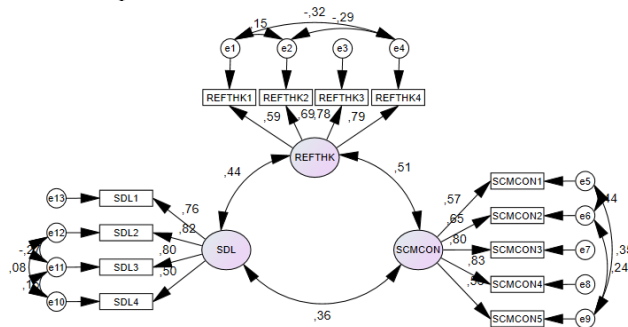 -,32
,15
-,29
e1
e2
e3
e4
REFTHK1
REFTHK2
REFTHK3
REFTHK4
,59
,69
,78
,79
REFTHK
,44
,51
e13
SDL1
SCMCON1
e5
,76
,57
e12
SDL2
,82
,65
SCMCON2
e6
,80
SCMCON3
e7
SDL
SCMCON
e11
SDL3
,80
,08
,83
SCMCON4
e8
,38
,24
e10
SDL4
,50
,36
SCMCON5
e9